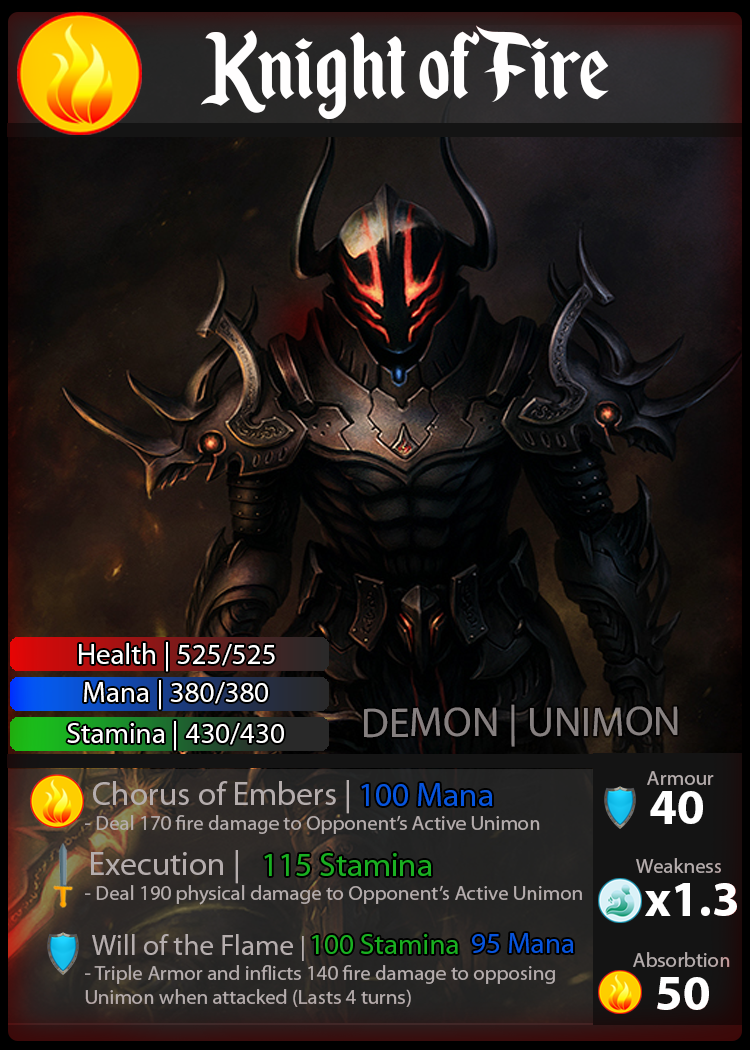 Knight of Fire
Health | 525/525
Mana | 380/380
Stamina | 430/430
DEMON | UNIMON
Chorus of Embers | 100 Mana
- Deal 170 fire damage to Opponent's Active Unimon
Execution | 115 Stamina
- Deal 190 physical damage to Opponent's Active Unimon
Will of the Flame | 100 Stamina 95 Mana
- Triple Armor and inflicts 140 fire damage to opposing
Unimon when attacked (Lasts 4 turns)
Armour
40
Weakness
x1.3
Absorbtion
50